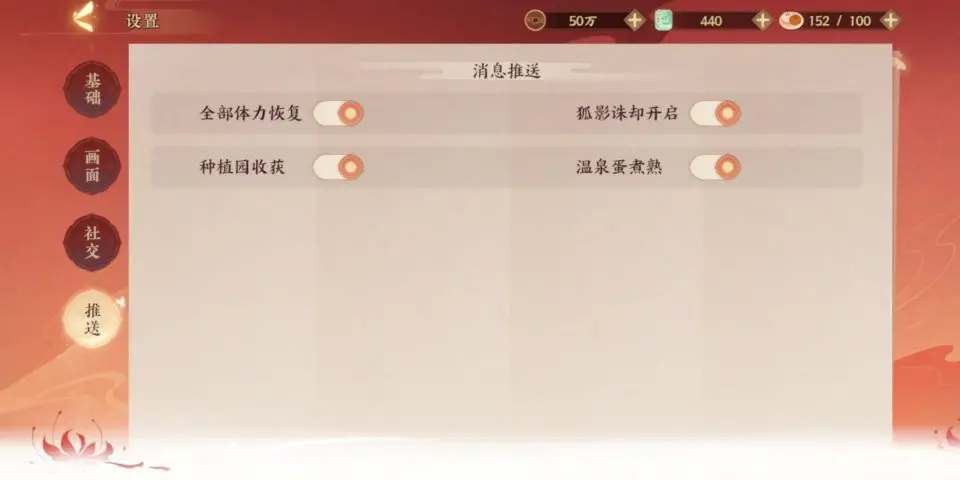 设置
50万
440
152 / 100
消息推送
基础
全部体力恢复
狐影诛却开启
画面
种植园收获
温泉蛋煮熟
社交
推送